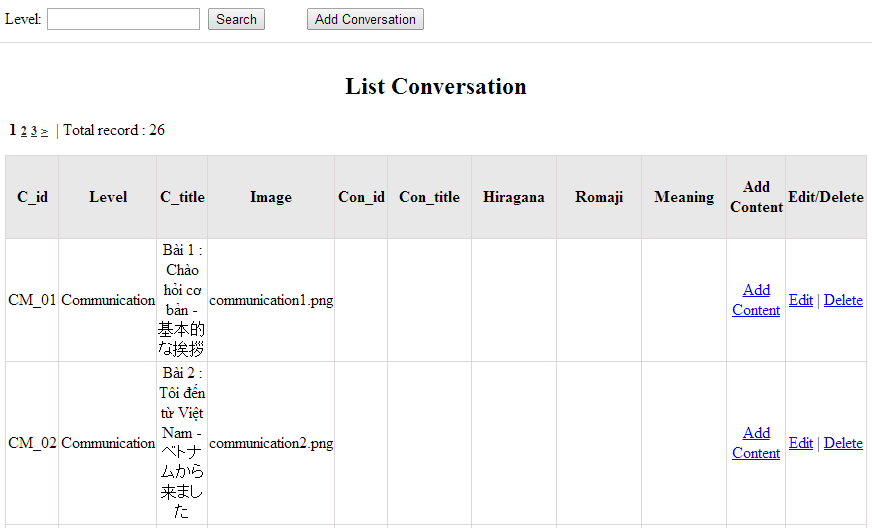 Level: Search Add Conversation
List Conversation
1 2 3 > | Total record : 26
C_id Level C_title Image Con_id Con_title Hiragana Romaji Meaning Add Content Edit/Delete
CM_01 Communication Bài 1 : Chào hỏi cơ bản - 基本的な挨拶 communication1.png Add Content Edit | Delete
CM_02 Communication Bài 2 : Tôi đến từ Việt Nam - ベトナムから来ました communication2.png Add Content Edit | Delete